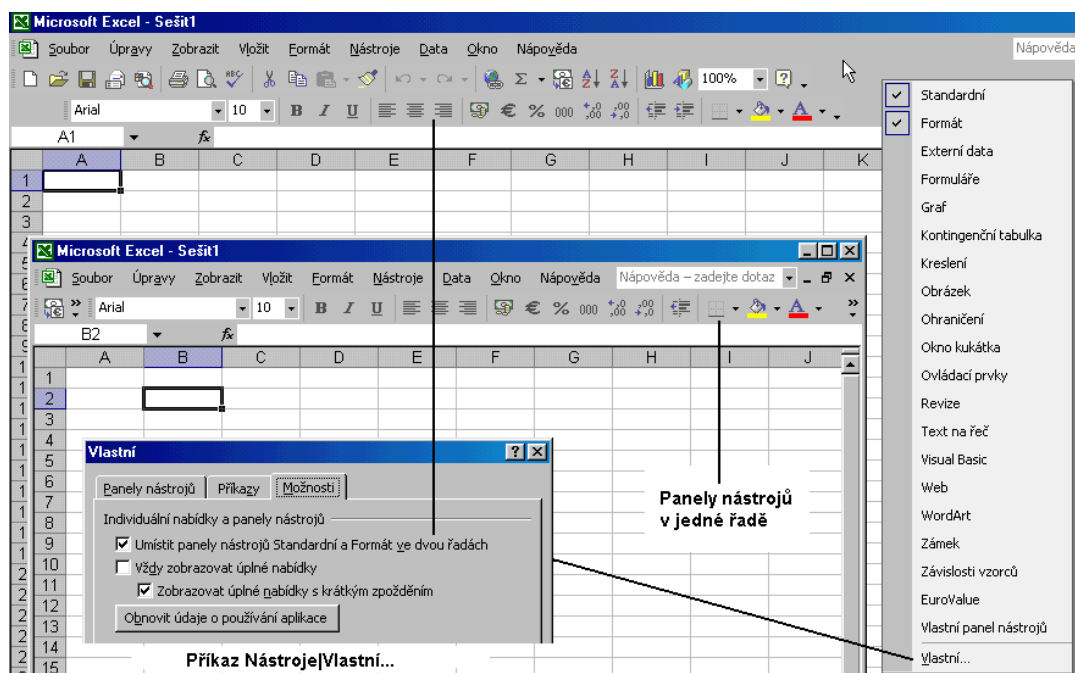 Microsoft Excel - Sešit1
Soubor Úpravy Zobrazit Vložit Formát Nástroje Data Okno Nápověda Nápověda
100%
Arial 10 B I U € % 000
A1 fx
A B C D E F G H I J K
1
2
3
Microsoft Excel - Sešit1
Soubor Úpravy Zobrazit Vložit Formát Nástroje Data Okno Nápověda Nápověda – zadejte dotaz
Arial 10 B I U € % 000
B2 fx
A B C D E F G H I J
1
2
3
4
5
6
7
8
9
10
11
12
13
14
15
Vlastní
Panely nástrojů Příkazy Možnosti
Individuální nabídky a panely nástrojů
Umístit panely nástrojů Standardní a Formát ve dvou řadách
Vždy zobrazovat úplné nabídky
Zobrazovat úplné nabídky s krátkým zpožděním
Obnovit údaje o používání aplikace
Příkaz Nástroje|Vlastní...
Panely nástrojů
v jedné řadě
Standardní
Formát
Externí data
Formuláře
Graf
Kontingenční tabulka
Kreslení
Obrázek
Ohraničení
Okno kukátka
Ovládací prvky
Revize
Text na řeč
Visual Basic
Web
WordArt
Zámek
Závislosti vzorců
EuroValue
Vlastní panel nástrojů
Vlastní...